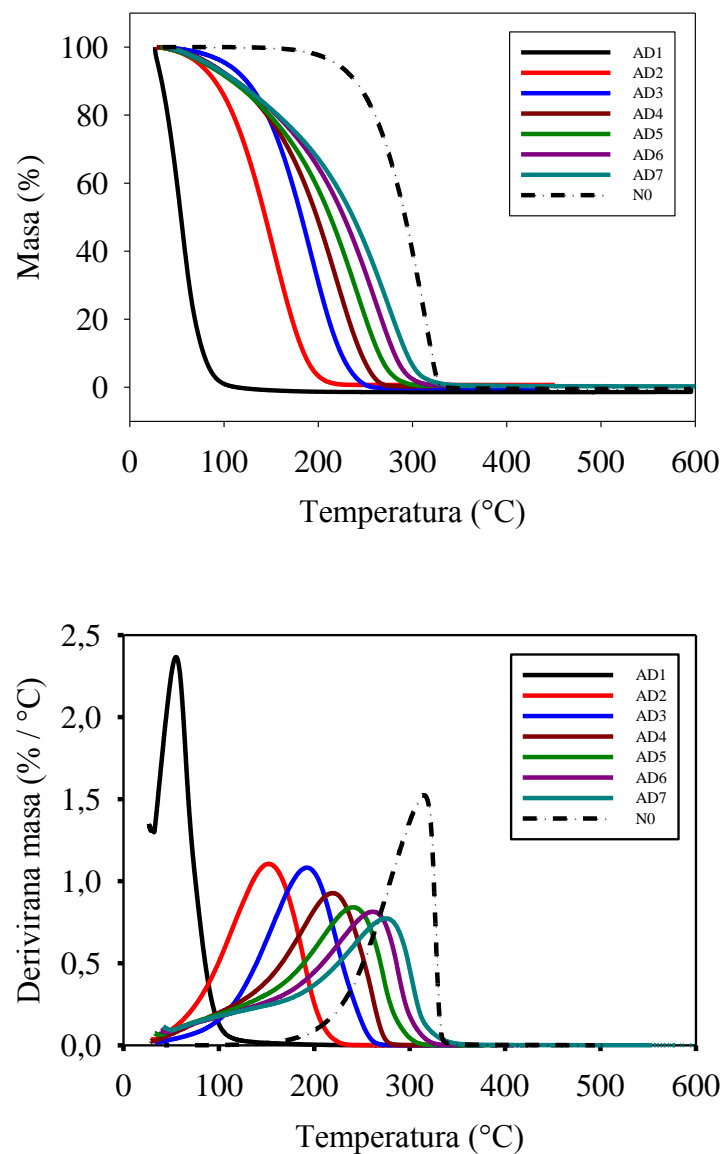 Masa (%)
100
80
60
40
20
0
AD1
AD2
AD3
AD4
AD5
AD6
AD7
N0
0 100 200 300 400 500 600
Temperatura (°C)
Derivirana masa (% / °C)
2,5
2,0
1,5
1,0
0,5
0,0
AD1
AD2
AD3
AD4
AD5
AD6
AD7
N0
0 100 200 300 400 500 600
Temperatura (°C)